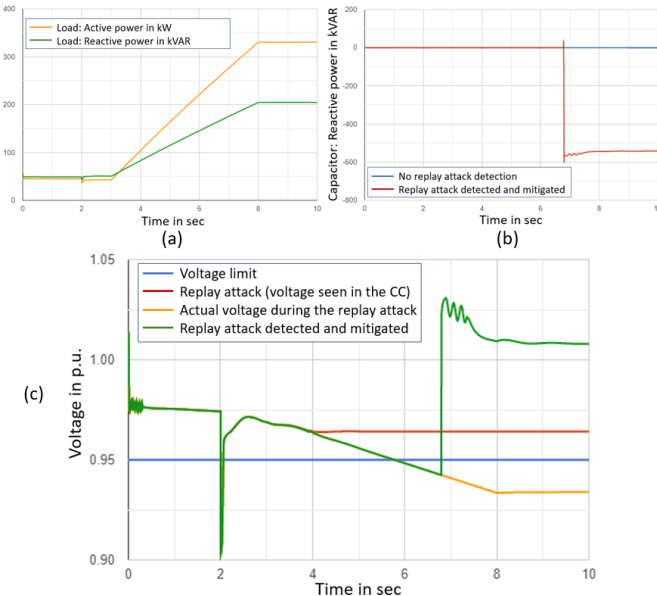 400
300
200
100
0
0
2
4
6
8
10
Load: Active power in kW
Load: Reactive power in kVAR
Time in sec
(a)
Capacitor: Reactive power in kVAR
200
0
-200
-400
-600
-800
0
2
4
6
8
10
No replay attack detection
Replay attack detected and mitigated
Time in sec
(b)
(c)
Voltage in p.u.
1.05
1.00
0.95
0.90
Voltage limit
Replay attack (voltage seen in the CC)
Actual voltage during the replay attack
Replay attack detected and mitigated
0
2
4
6
8
10
Time in sec